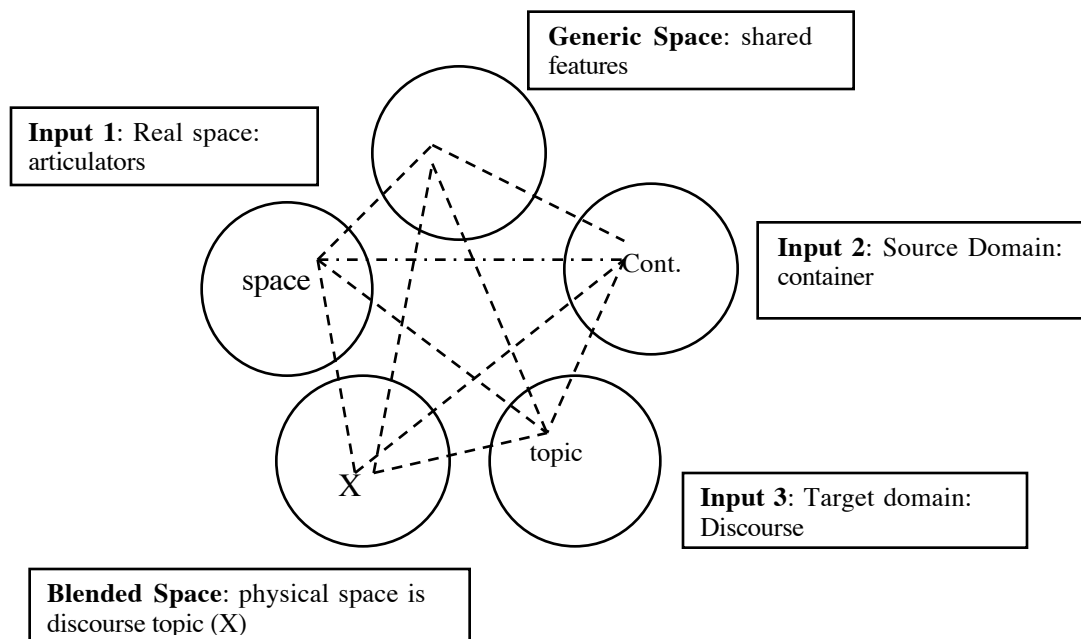 Generic Space: shared
features
Input 1: Real space:
articulators
space
Cont.
Input 2: Source Domain:
container
X
topic
Input 3: Target domain:
Discourse
Blended Space: physical space is
discourse topic (X)